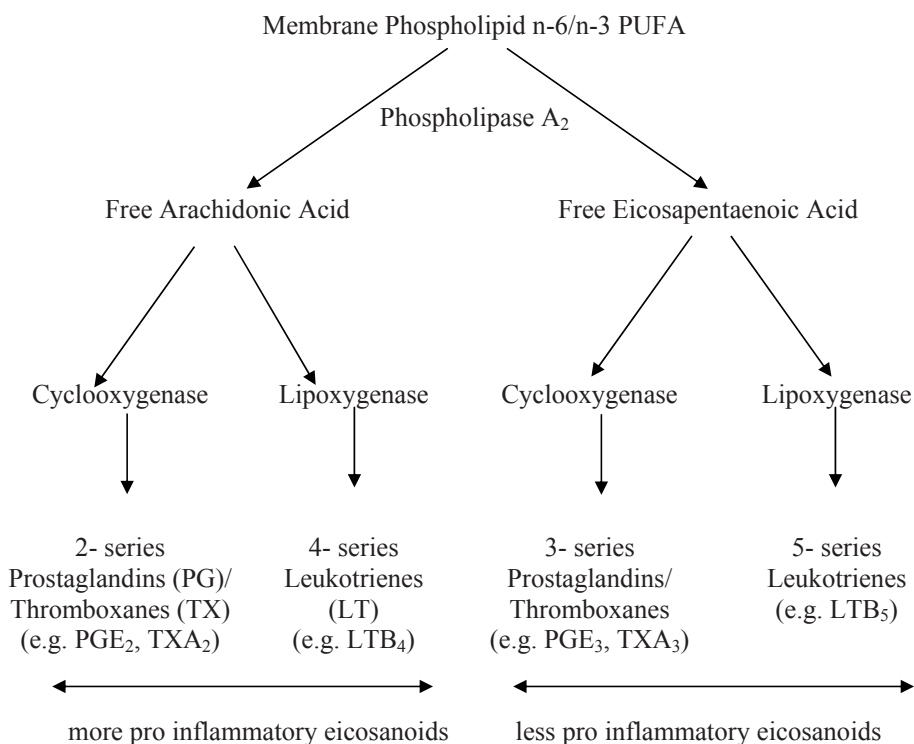 Membrane Phospholipid n-6/n-3 PUFA
Phospholipase A₂
Free Arachidonic Acid
Free Eicosapentaenoic Acid
Cyclooxygenase
Lipoxygenase
Cyclooxygenase
Lipoxygenase
2- series
Prostaglandins (PG)/
Thromboxanes (TX)
(e.g. PGE₂, TXA₂)
4- series
Leukotrienes
(LT)
(e.g. LTB₄)
3- series
Prostaglandins/
Thromboxanes
(e.g. PGE₃, TXA₃)
5- series
Leukotrienes
(e.g. LTB₅)
more pro inflammatory eicosanoids
less pro inflammatory eicosanoids